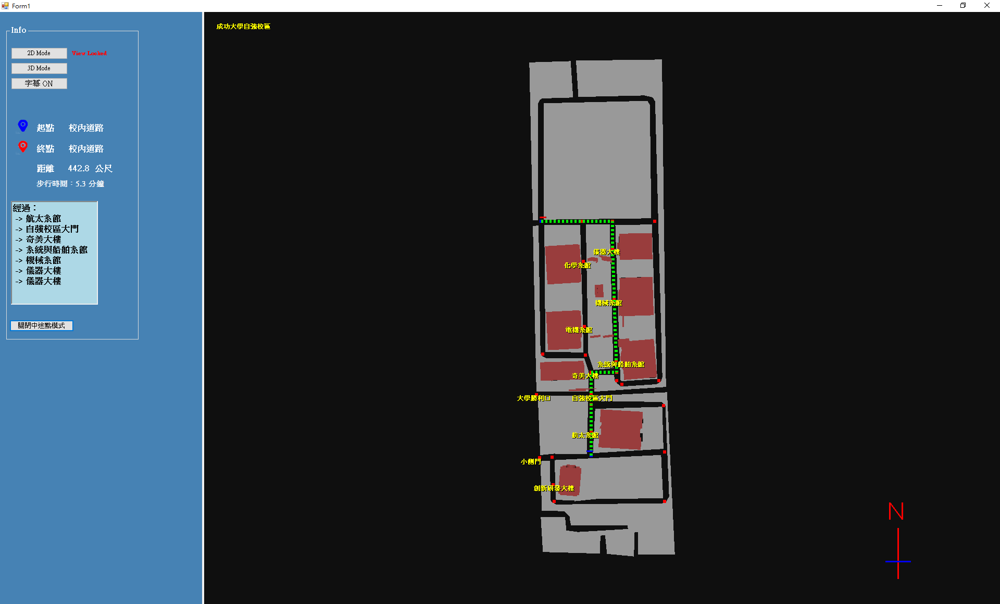 Form1
Info
2D Mode
View Locked
3D Mode
字幕 ON
起點 校內道路
終點 校內道路
距離 442.8 公尺
步行時間：5.3 分鐘
經過：
-> 航太系館
-> 自強校區大門
-> 奇美大樓
-> 系統與船舶系館
-> 機械系館
-> 儀器大樓
-> 儀器大樓
關閉中途點模式
成功大學自強校區
儀器大樓
化學系館
機械系館
電機系館
系統與船舶系館
奇美大樓
大學勝利口
自強校區大門
航太系館
小側門
創新研發大樓
N